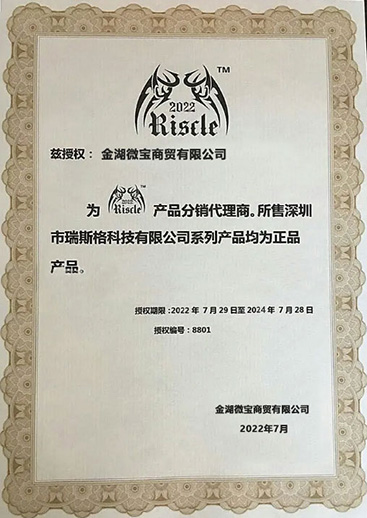 TM
2022
Riscle
兹授权： 金湖微宝商贸有限公司
为 2022 Riscle TM 产品分销代理商。所售深圳
市瑞斯格科技有限公司系列产品均为正品
产品。
授权期限：2022 年 7 月 29 日至 2024 年 7 月 28 日
授权编号：8801
金湖微宝商贸有限公司
2022年7月